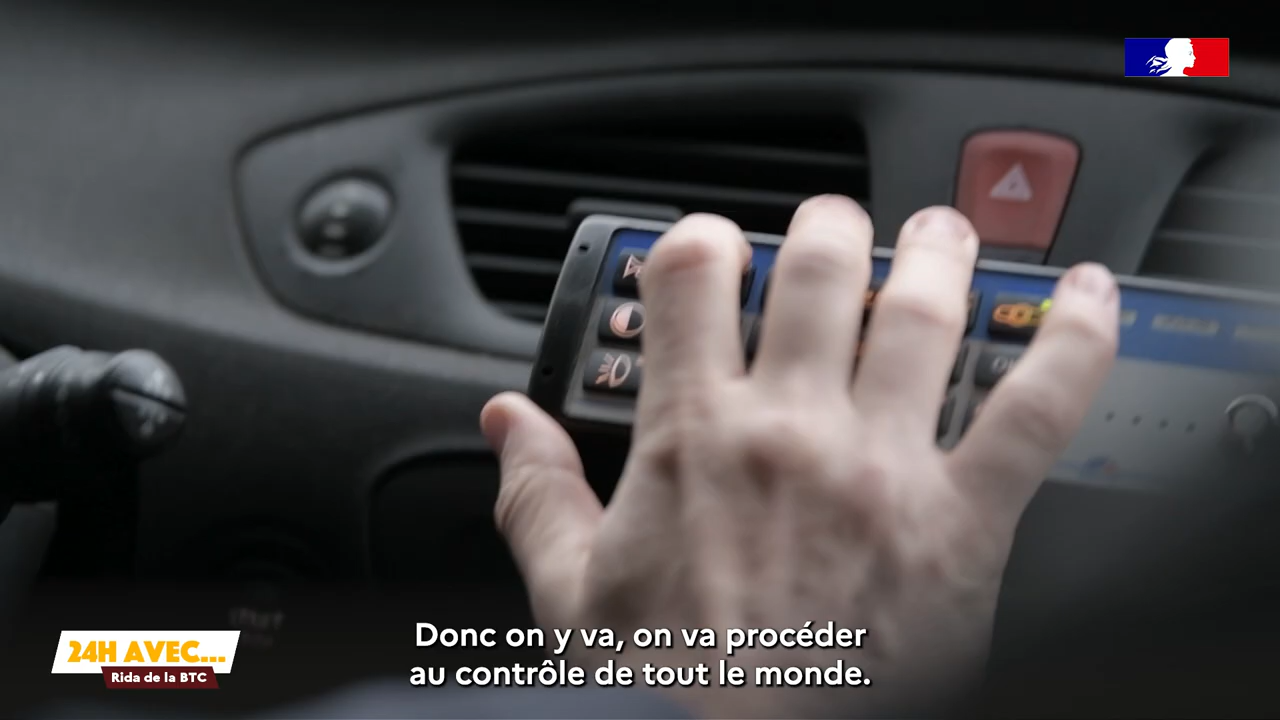 Donc on y va, on va procéder
au contrôle de tout le monde.
24H AVEC...
Rida de la BTC